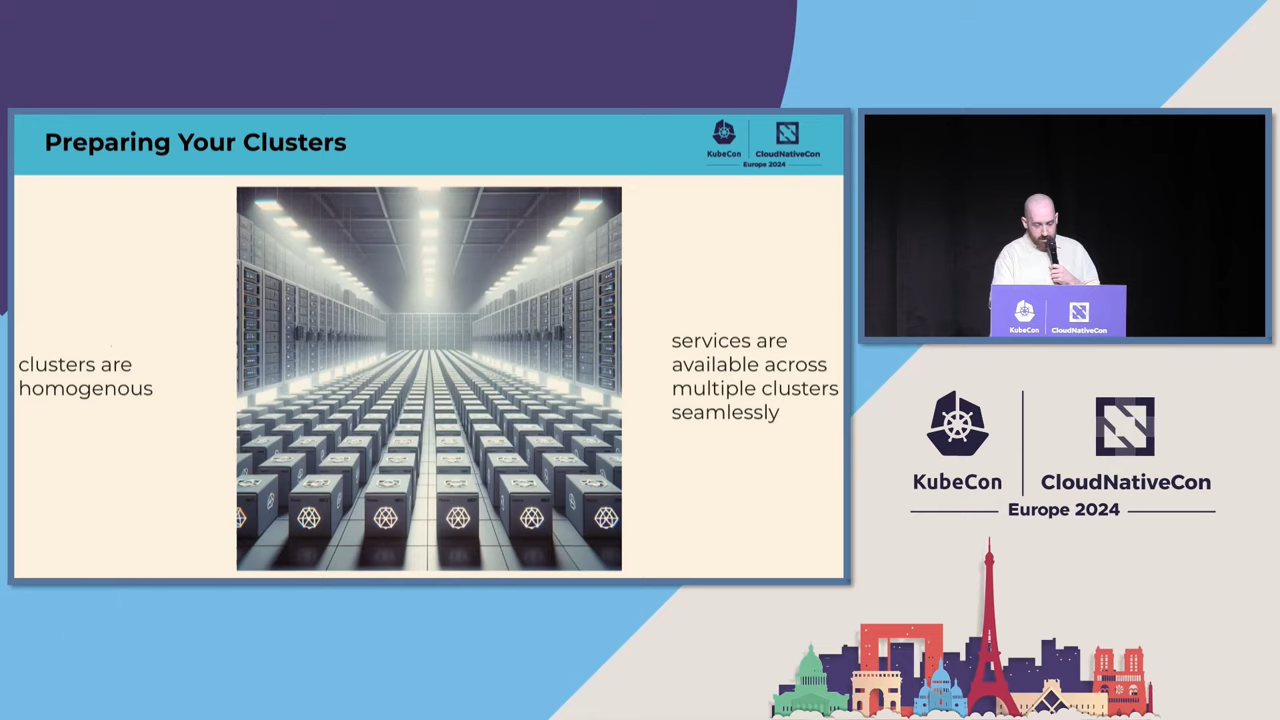 Preparing Your Clusters
KubeCon
CloudNativeCon
Europe 2024
clusters are
homogenous
services are
available across
multiple clusters
seamlessly
KubeCon
CloudNativeCon
KubeCon
CloudNativeCon
Europe 2024